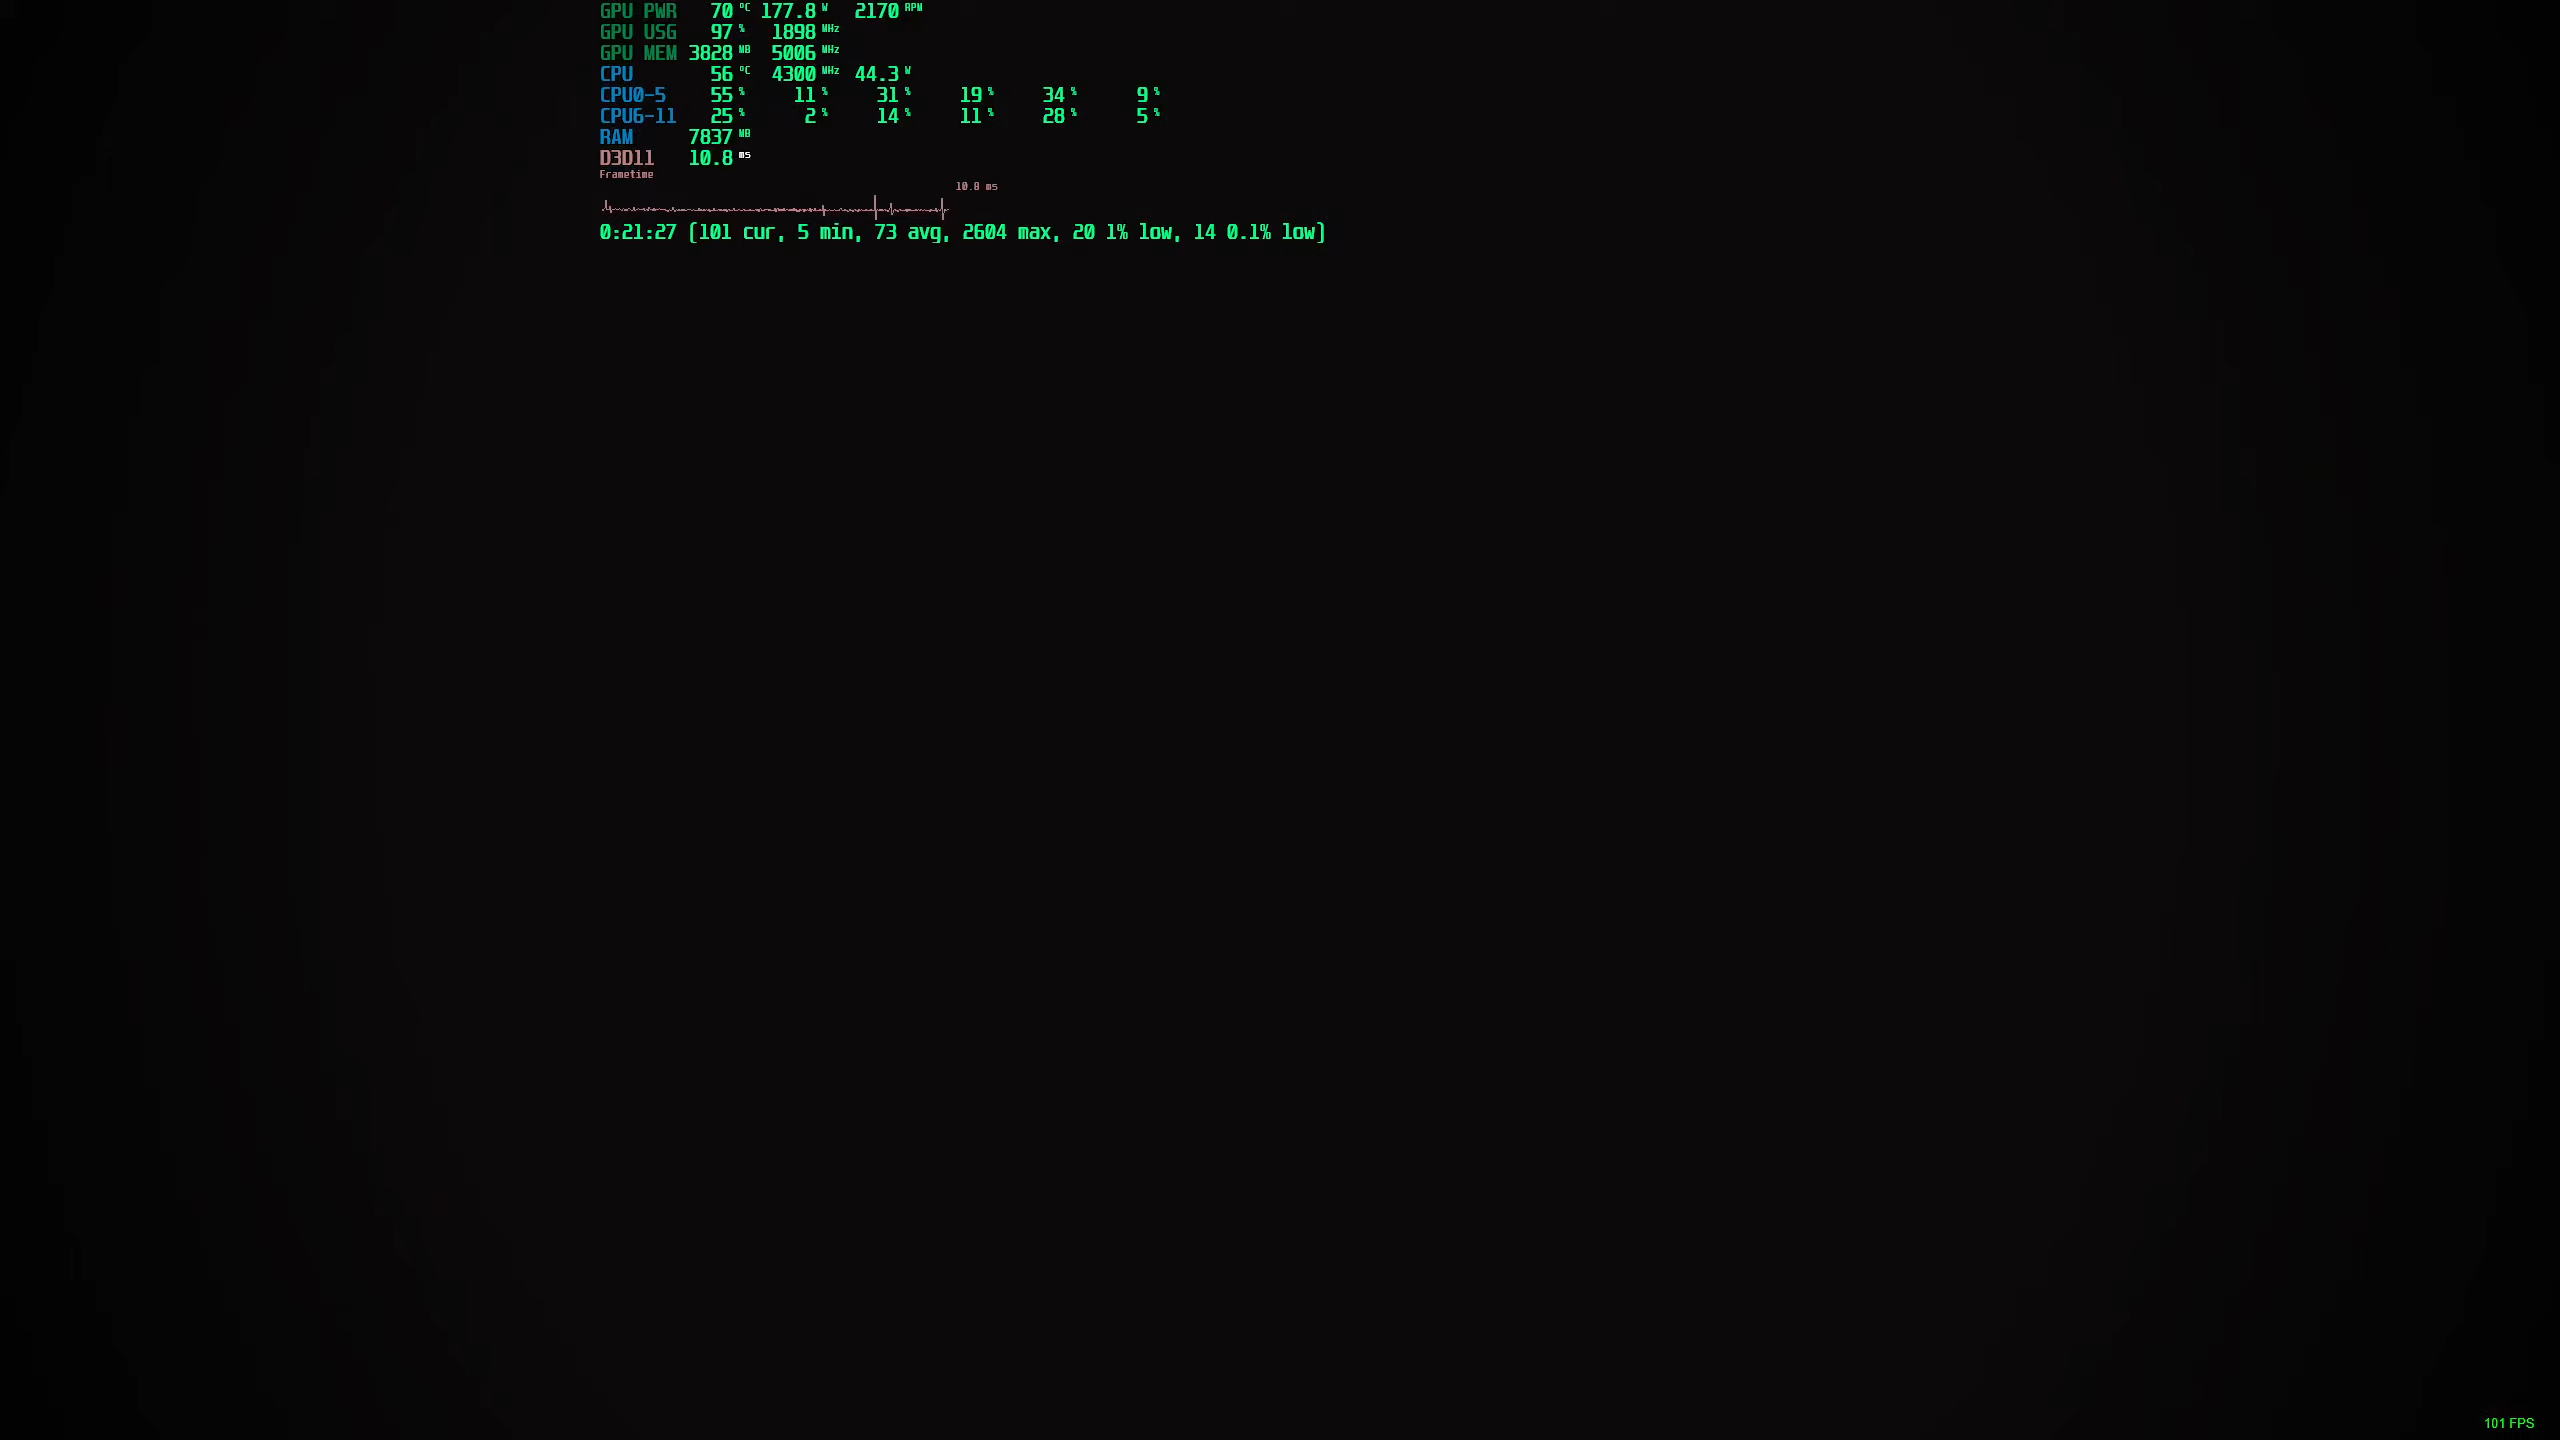 GPU PWR 70 °C 177.8 W 2170 RPM
GPU USG 97 % 1898 MHz
GPU MEM 3828 MB 5006 MHz
CPU 56 °C 4300 MHz 44.3 W
CPU0-5 55 % 11 % 31 % 19 % 34 % 9 %
CPU6-11 25 % 2 % 14 % 11 % 28 % 5 %
RAM 7837 MB
D3D11 10.8 ms
Frametime
10.8 ms
0:21:27 [101 cur, 5 min, 73 avg, 2604 max, 20 1% low, 14 0.1% low]
101 FPS